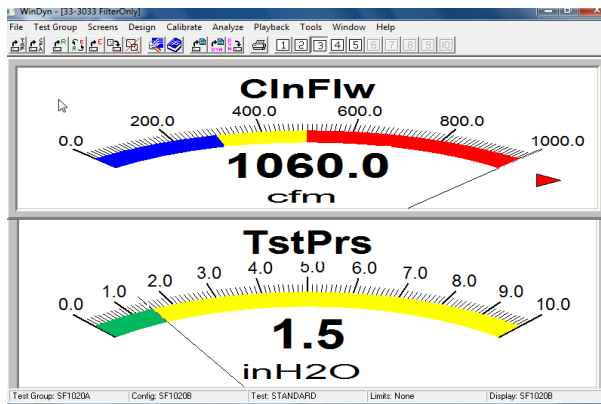 WinDyn - [33-3033 FilterOnly]
File Test Group Screens Design Calibrate Analyze Playback Tools Window Help
1 2 3 4 5 6 7 8 9 10
ClnFlw
0.0 200.0 400.0 600.0 800.0 1000.0
1060.0
cfm
TstPrs
0.0 1.0 2.0 3.0 4.0 5.0 6.0 7.0 8.0 9.0 10.0
1.5
inH2O
Test Group: SF1020A Config: SF1020B Test: STANDARD Limits: None Display: SF1020B